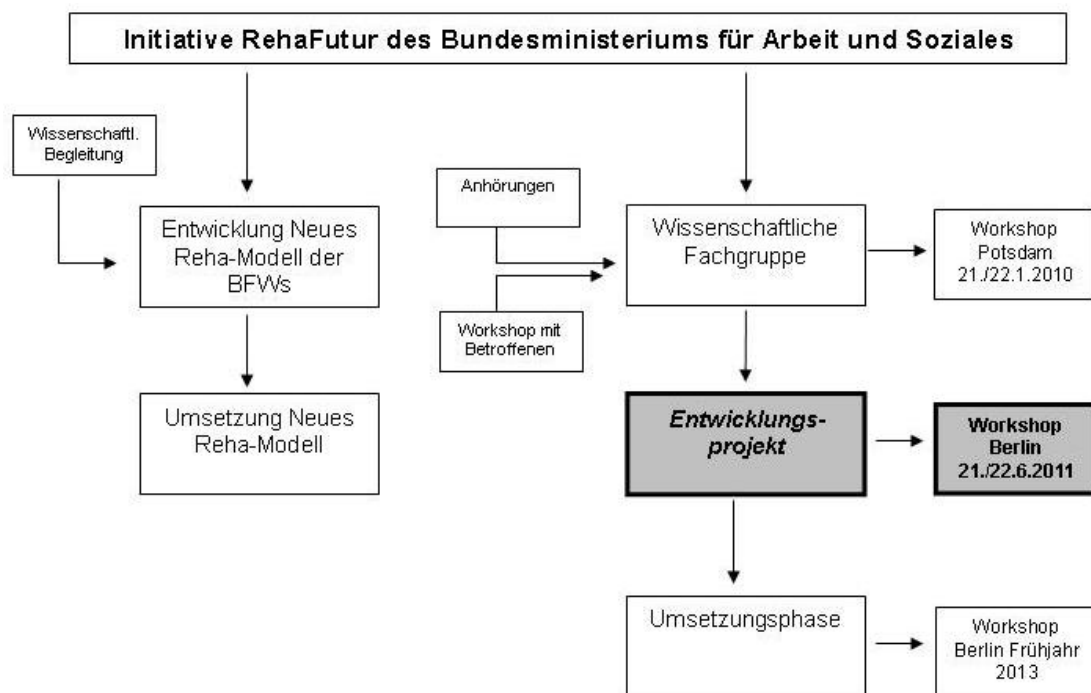 Initiative RehaFutur des Bundesministeriums für Arbeit und Soziales
Wissenschaftl.
Begleitung
Entwicklung Neues
Reha-Modell der
BFWs
Umsetzung Neues
Reha-Modell
Anhörungen
Workshop mit
Betroffenen
Wissenschaftliche
Fachgruppe
Workshop
Potsdam
21./22.1.2010
Entwicklungs-
projekt
Workshop
Berlin
21./22.6.2011
Umsetzungsphase
Workshop
Berlin Frühjahr
2013